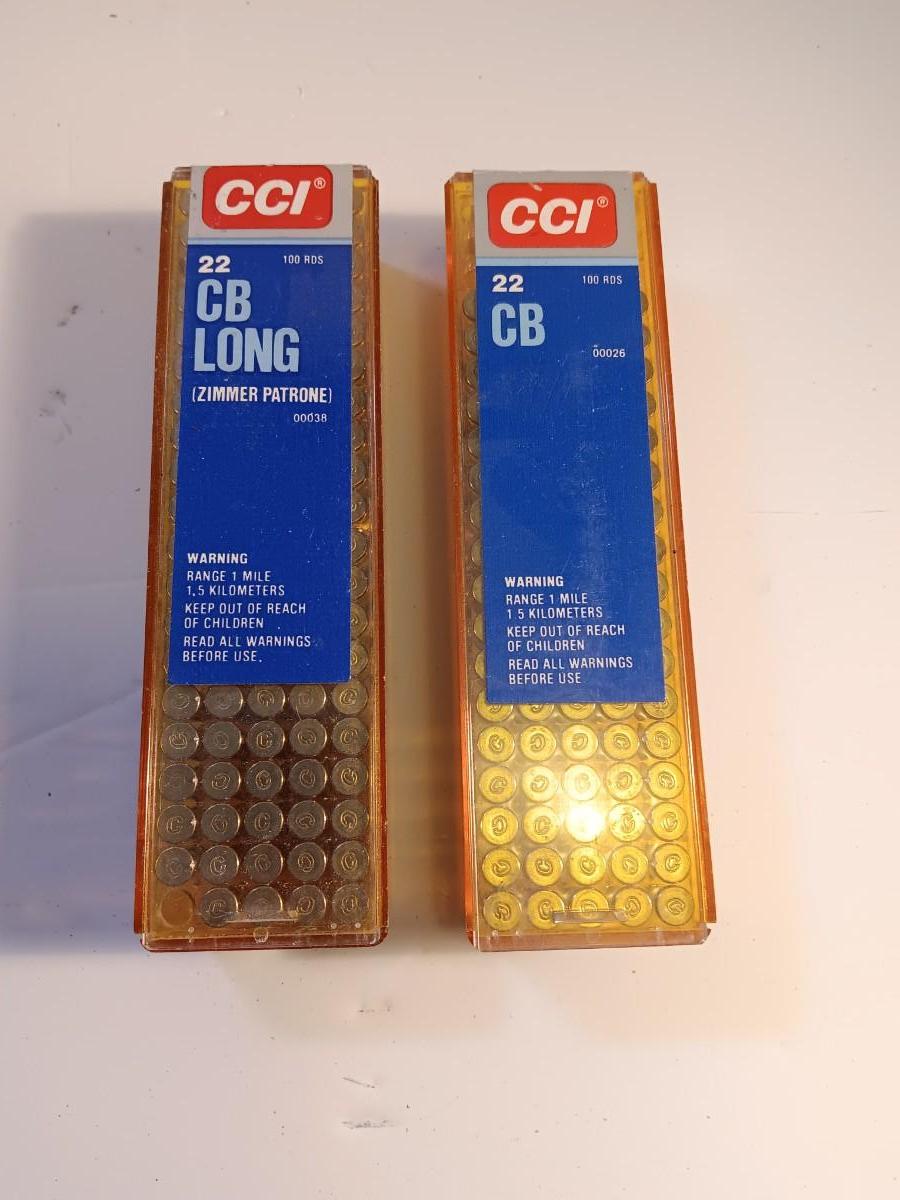 CCI®
22 100 RDS
CB
LONG
(ZIMMER PATRONE)
00038
WARNING
RANGE 1 MILE
1.5 KILOMETERS
KEEP OUT OF REACH
OF CHILDREN
READ ALL WARNINGS
BEFORE USE.
CCI®
22 100 RDS
CB
00026
WARNING
RANGE 1 MILE
1 5 KILOMETERS
KEEP OUT OF REACH
OF CHILDREN
READ ALL WARNINGS
BEFORE USE